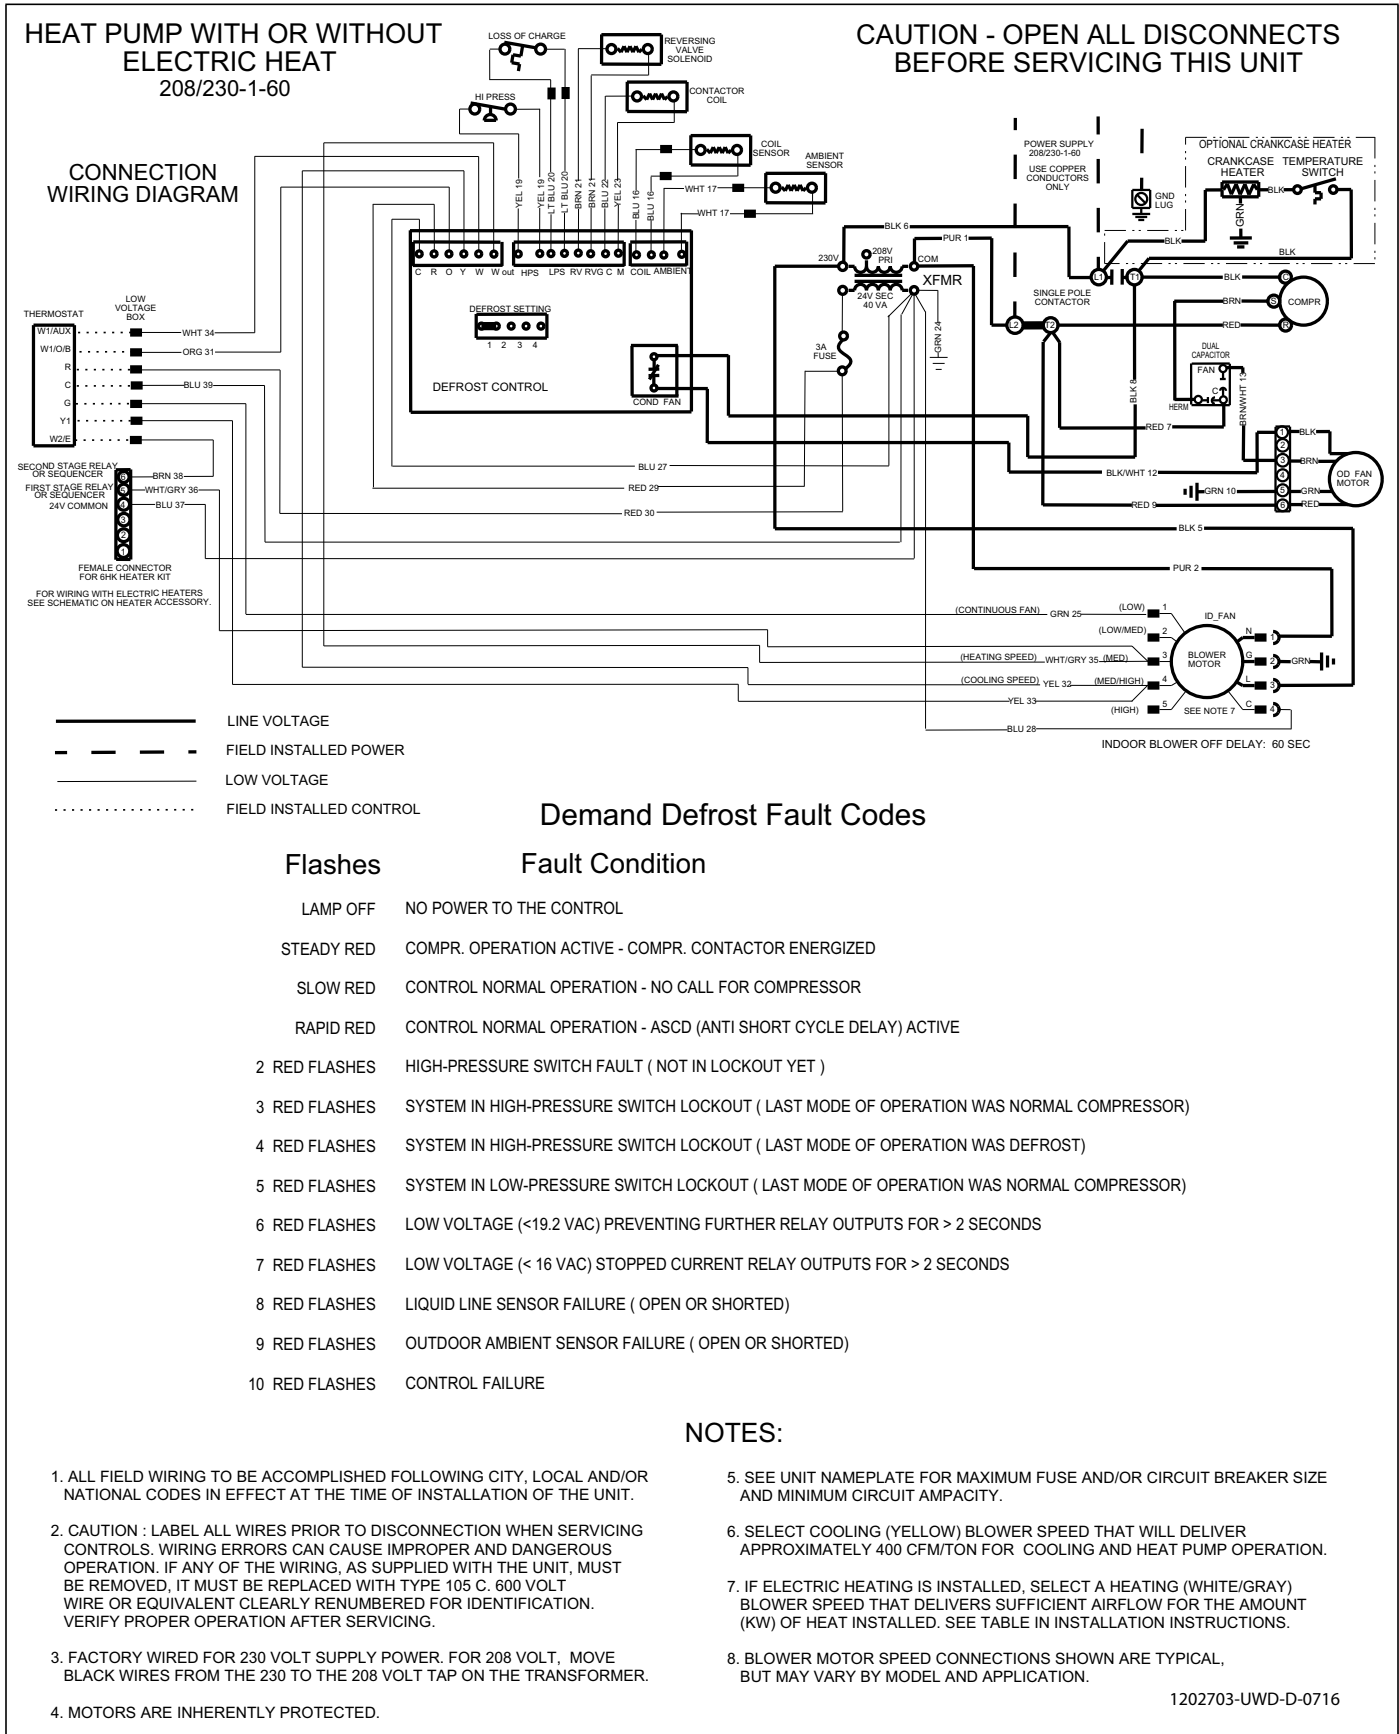 HEAT PUMP WITH OR WITHOUT
ELECTRIC HEAT
208/230-1-60
CAUTION - OPEN ALL DISCONNECTS
BEFORE SERVICING THIS UNIT
CONNECTION
WIRING DIAGRAM
LOSS OF CHARGE
REVERSING
VALVE
SOLENOID
HI PRESS
CONTACTOR
COIL
COIL
SENSOR
AMBIENT
SENSOR
YEL 19
YEL 19
LT BLU 20
LT BLU 20
BRN 21
BRN 21
BLU 22
YEL 23
BLU 16
BLU 16
WHT 17
WHT 17
POWER SUPPLY
208/230-1-60
USE COPPER
CONDUCTORS
ONLY
GND
LUG
OPTIONAL CRANKCASE HEATER
CRANKCASE
HEATER
TEMPERATURE
SWITCH
BLK
GRN
BLK
BLK
C R O Y W W out HPS LPS RV RVG C M COIL AMBIENT
DEFROST SETTING
1 2 3 4
DEFROST CONTROL
COND FAN
BLK 6
PUR 1
230V
208V
PRI
COM
XFMR
24V SEC
40 VA
3A
FUSE
GRN 24
L1
T1
SINGLE POLE
CONTACTOR
L2
T2
BLK
BRN
RED
C
S
R
COMPR
DUAL
CAPACITOR
FAN
C
HERM
BRN/WHT 13
BLK 8
RED 7
BLK/WHT 12
GRN 10
RED 9
1
2
3
4
5
6
BLK
BRN
GRN
RED
OD FAN
MOTOR
THERMOSTAT
LOW
VOLTAGE
BOX
W1/AUX
WHT 34
W1/O/B
ORG 31
R
C
BLU 39
G
Y1
W2/E
SECOND STAGE RELAY
OR SEQUENCER
BRN 38
FIRST STAGE RELAY
OR SEQUENCER
WHT/GRY 36
24V COMMON
BLU 37
6
5
4
3
2
1
FEMALE CONNECTOR
FOR 6HK HEATER KIT
FOR WIRING WITH ELECTRIC HEATERS
SEE SCHEMATIC ON HEATER ACCESSORY.
BLU 27
RED 29
RED 30
BLK 5
PUR 2
(CONTINUOUS FAN) GRN 25 (LOW) 1
(LOW/MED) 2
(HEATING SPEED) WHT/GRY 35 (MED) 3
(COOLING SPEED) YEL 32 (MED/HIGH) 4
YEL 33
(HIGH) 5
BLU 28
ID_FAN
BLOWER
MOTOR
SEE NOTE 7
N 1
G 2 GRN
L 3
C 4
INDOOR BLOWER OFF DELAY: 60 SEC
LINE VOLTAGE
FIELD INSTALLED POWER
LOW VOLTAGE
FIELD INSTALLED CONTROL
Demand Defrost Fault Codes
Flashes Fault Condition
LAMP OFF NO POWER TO THE CONTROL
STEADY RED COMPR. OPERATION ACTIVE - COMPR. CONTACTOR ENERGIZED
SLOW RED CONTROL NORMAL OPERATION - NO CALL FOR COMPRESSOR
RAPID RED CONTROL NORMAL OPERATION - ASCD (ANTI SHORT CYCLE DELAY) ACTIVE
2 RED FLASHES HIGH-PRESSURE SWITCH FAULT ( NOT IN LOCKOUT YET )
3 RED FLASHES SYSTEM IN HIGH-PRESSURE SWITCH LOCKOUT ( LAST MODE OF OPERATION WAS NORMAL COMPRESSOR)
4 RED FLASHES SYSTEM IN HIGH-PRESSURE SWITCH LOCKOUT ( LAST MODE OF OPERATION WAS DEFROST)
5 RED FLASHES SYSTEM IN LOW-PRESSURE SWITCH LOCKOUT ( LAST MODE OF OPERATION WAS NORMAL COMPRESSOR)
6 RED FLASHES LOW VOLTAGE (<19.2 VAC) PREVENTING FURTHER RELAY OUTPUTS FOR > 2 SECONDS
7 RED FLASHES LOW VOLTAGE (< 16 VAC) STOPPED CURRENT RELAY OUTPUTS FOR > 2 SECONDS
8 RED FLASHES LIQUID LINE SENSOR FAILURE ( OPEN OR SHORTED)
9 RED FLASHES OUTDOOR AMBIENT SENSOR FAILURE ( OPEN OR SHORTED)
10 RED FLASHES CONTROL FAILURE
NOTES:
1. ALL FIELD WIRING TO BE ACCOMPLISHED FOLLOWING CITY, LOCAL AND/OR
NATIONAL CODES IN EFFECT AT THE TIME OF INSTALLATION OF THE UNIT.
2. CAUTION : LABEL ALL WIRES PRIOR TO DISCONNECTION WHEN SERVICING
CONTROLS. WIRING ERRORS CAN CAUSE IMPROPER AND DANGEROUS
OPERATION. IF ANY OF THE WIRING, AS SUPPLIED WITH THE UNIT, MUST
BE REMOVED, IT MUST BE REPLACED WITH TYPE 105 C. 600 VOLT
WIRE OR EQUIVALENT CLEARLY RENUMBERED FOR IDENTIFICATION.
VERIFY PROPER OPERATION AFTER SERVICING.
3. FACTORY WIRED FOR 230 VOLT SUPPLY POWER. FOR 208 VOLT, MOVE
BLACK WIRES FROM THE 230 TO THE 208 VOLT TAP ON THE TRANSFORMER.
4. MOTORS ARE INHERENTLY PROTECTED.
5. SEE UNIT NAMEPLATE FOR MAXIMUM FUSE AND/OR CIRCUIT BREAKER SIZE
AND MINIMUM CIRCUIT AMPACITY.
6. SELECT COOLING (YELLOW) BLOWER SPEED THAT WILL DELIVER
APPROXIMATELY 400 CFM/TON FOR COOLING AND HEAT PUMP OPERATION.
7. IF ELECTRIC HEATING IS INSTALLED, SELECT A HEATING (WHITE/GRAY)
BLOWER SPEED THAT DELIVERS SUFFICIENT AIRFLOW FOR THE AMOUNT
(KW) OF HEAT INSTALLED. SEE TABLE IN INSTALLATION INSTRUCTIONS.
8. BLOWER MOTOR SPEED CONNECTIONS SHOWN ARE TYPICAL,
BUT MAY VARY BY MODEL AND APPLICATION.
1202703-UWD-D-0716